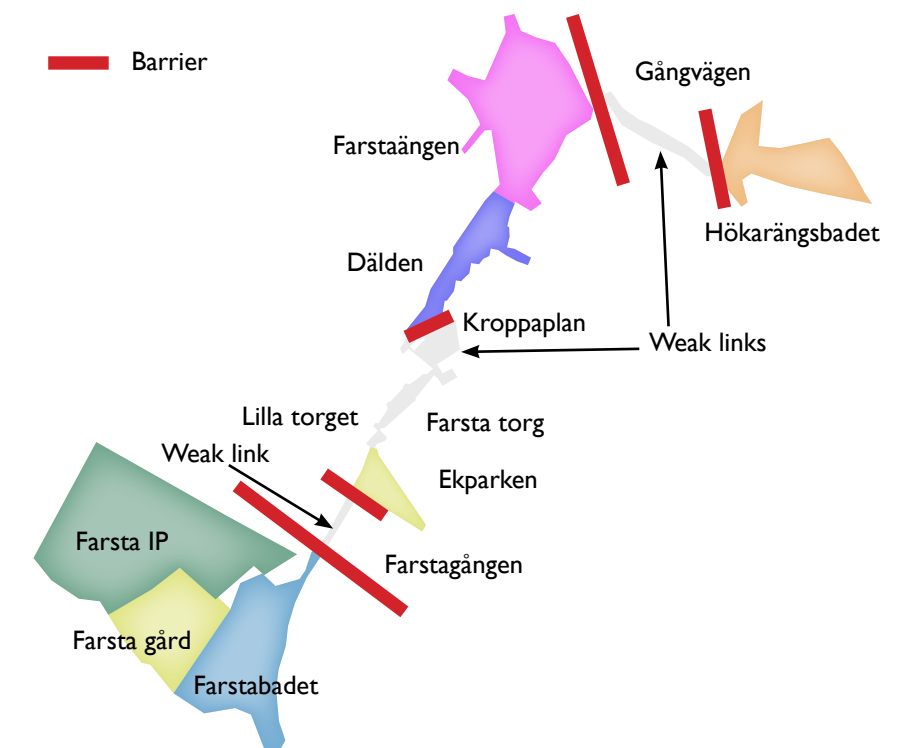 Barrier
Gångvägen
Farstaängen
Hökarängsbadet
Dälden
Kroppaplan
Weak links
Lilla torget
Farsta torg
Weak link
Ekparken
Farsta IP
Farstagången
Farsta gård
Farstabadet